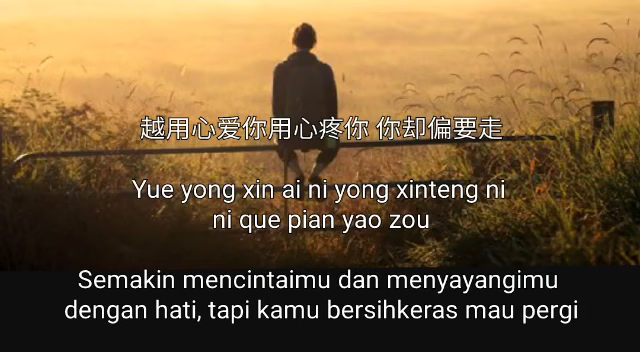 越用心爱你用心疼你 你却偏要走
Yue yong xin ai ni yong xinteng ni
ni que pian yao zou
Semakin mencintaimu dan menyayangimu
dengan hati, tapi kamu bersihkeras mau pergi